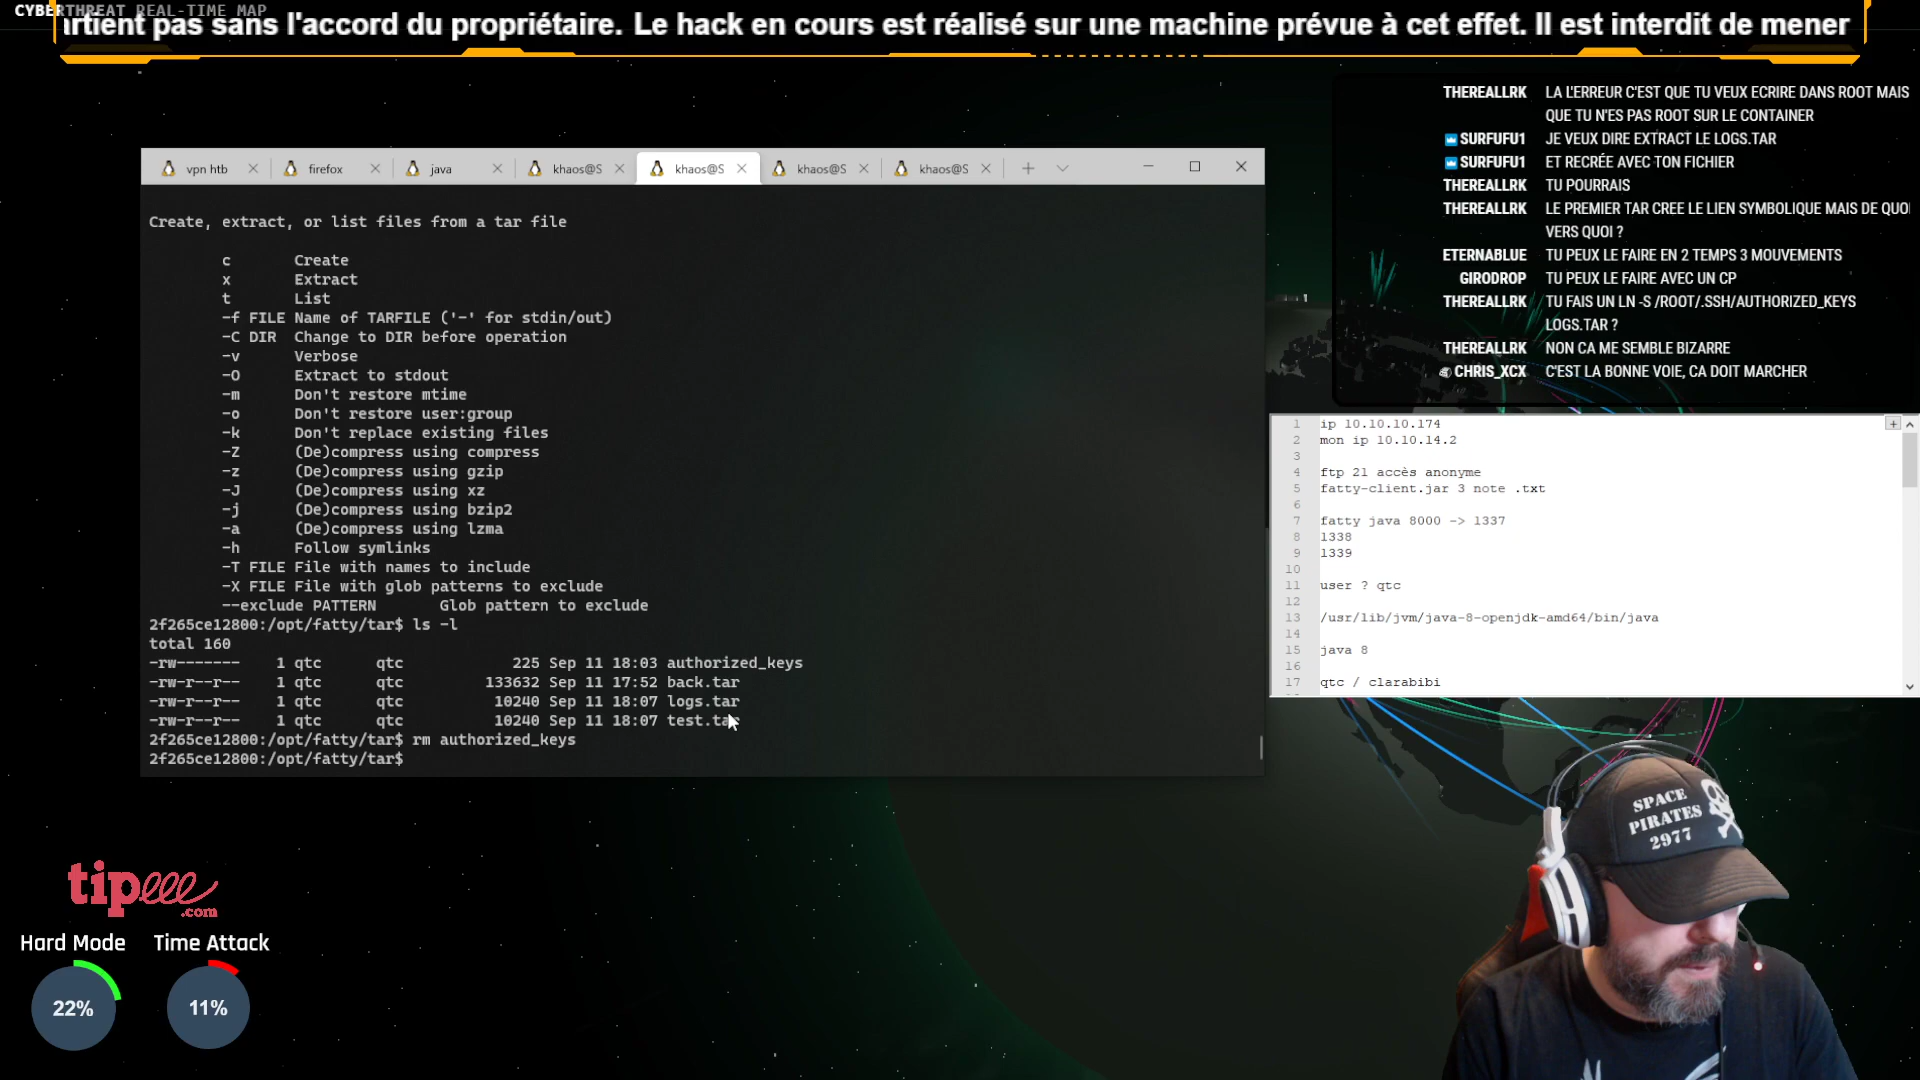 CYBERTHREAT REAL-TIME MAP
artient pas sans l'accord du propriétaire. Le hack en cours est réalisé sur une machine prévue à cet effet. Il est interdit de mener
vpn htb
firefox
java
khaos@S
khaos@S
khaos@S
khaos@S
Create, extract, or list files from a tar file
c Create
x Extract
t List
-f FILE Name of TARFILE ('-' for stdin/out)
-C DIR Change to DIR before operation
-v Verbose
-O Extract to stdout
-m Don't restore mtime
-o Don't restore user:group
-k Don't replace existing files
-Z (De)compress using compress
-z (De)compress using gzip
-J (De)compress using xz
-j (De)compress using bzip2
-a (De)compress using lzma
-h Follow symlinks
-T FILE File with names to include
-X FILE File with glob patterns to exclude
--exclude PATTERN Glob pattern to exclude
2f265ce12800:/opt/fatty/tar$ ls -l
total 160
-rw------- 1 qtc qtc 225 Sep 11 18:03 authorized_keys
-rw-r--r-- 1 qtc qtc 133632 Sep 11 17:52 back.tar
-rw-r--r-- 1 qtc qtc 10240 Sep 11 18:07 logs.tar
-rw-r--r-- 1 qtc qtc 10240 Sep 11 18:07 test.tar
2f265ce12800:/opt/fatty/tar$ rm authorized_keys
2f265ce12800:/opt/fatty/tar$
THEREALLRK LA L'ERREUR C'EST QUE TU VEUX ECRIRE DANS ROOT MAIS
QUE TU N'ES PAS ROOT SUR LE CONTAINER
SURFUFU1 JE VEUX DIRE EXTRACT LE LOGS.TAR
SURFUFU1 ET RECRÉE AVEC TON FICHIER
THEREALLRK TU POURRAIS
THEREALLRK LE PREMIER TAR CREE LE LIEN SYMBOLIQUE MAIS DE QUOI
VERS QUOI ?
ETERNABLUE TU PEUX LE FAIRE EN 2 TEMPS 3 MOUVEMENTS
GIRODROP TU PEUX LE FAIRE AVEC UN CP
THEREALLRK TU FAIS UN LN -S /ROOT/.SSH/AUTHORIZED_KEYS
LOGS.TAR ?
THEREALLRK NON CA ME SEMBLE BIZARRE
CHRIS_XCX C'EST LA BONNE VOIE, CA DOIT MARCHER
1 ip 10.10.10.174
2 mon ip 10.10.14.2
3
4 ftp 21 accès anonyme
5 fatty-client.jar 3 note .txt
6
7 fatty java 8000 -> 1337
8 1338
9 1339
10
11 user ? qtc
12
13 /usr/lib/jvm/java-8-openjdk-amd64/bin/java
14
15 java 8
16
17 qtc / clarabibi
SPACE
PIRATES
2977
tipeee
.com
Hard Mode
Time Attack
22%
11%